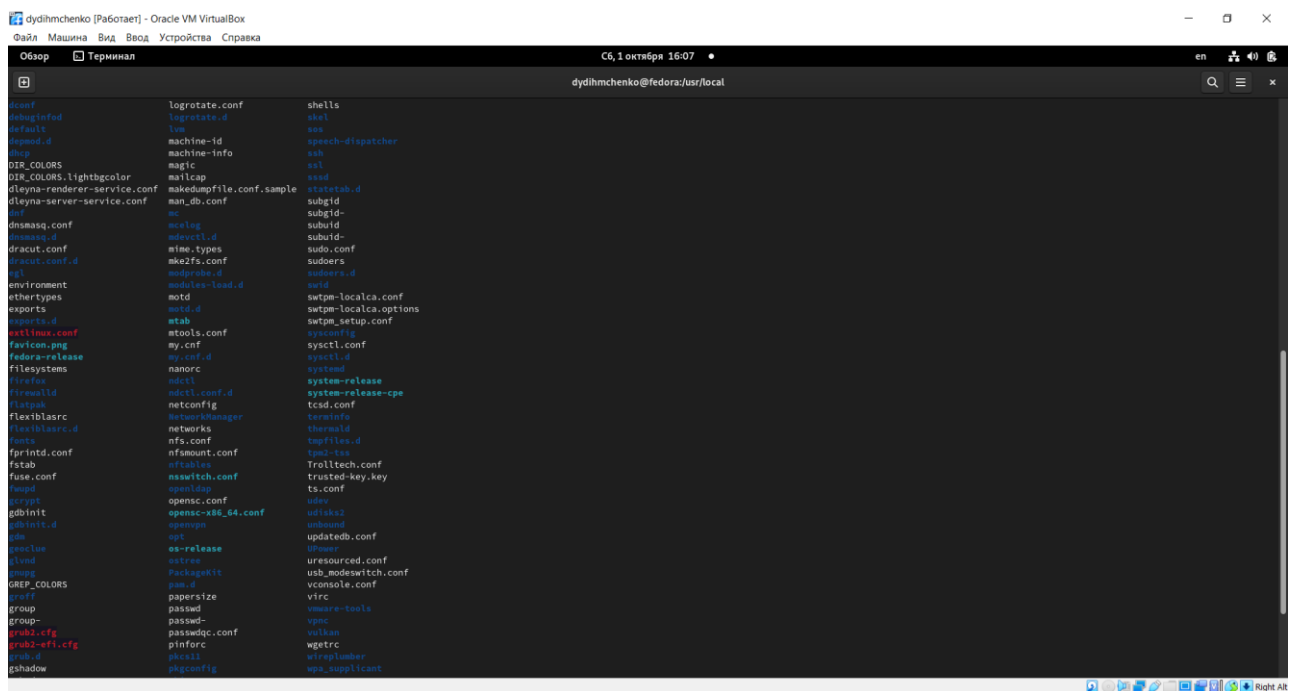 dydihmchenko [Работает] - Oracle VM VirtualBox
Файл Машина Вид Ввод Устройства Справка
Обзор Терминал Сб, 1 октября 16:07 en
dydihmchenko@fedora:/usr/local
dconf logrotate.conf shells
debuginfod logrotate.d skel
default lvm sos
depmod.d machine-id speech-dispatcher
dhcp machine-info ssh
DIR_COLORS magic ssl
DIR_COLORS.lightbgcolor mailcap sssd
dleyna-renderer-service.conf makedumpfile.conf.sample statetab.d
dleyna-server-service.conf man_db.conf subgid
dnf mc subgid-
dnsmasq.conf mcelog subuid
dnsmasq.d mdevctl.d subuid-
dracut.conf mime.types sudo.conf
dracut.conf.d mke2fs.conf sudoers
egl modprobe.d sudoers.d
environment modules-load.d swid
ethertypes motd swtpm-localca.conf
exports motd.d swtpm-localca.options
exports.d mtab swtpm_setup.conf
extlinux.conf mtools.conf sysconfig
favicon.png my.cnf sysctl.conf
fedora-release my.cnf.d sysctl.d
filesystems nanorc systemd
firefox ndctl system-release
firewalld ndctl.conf.d system-release-cpe
flatpak netconfig tcsd.conf
flexiblasrc NetworkManager terminfo
flexiblasrc.d networks thermald
fonts nfs.conf tmpfiles.d
fprintd.conf nfsmount.conf tpm2-tss
fstab nftables Trolltech.conf
fuse.conf nsswitch.conf trusted-key.key
fwupd openldap ts.conf
gcrypt opensc.conf udev
gdbinit opensc-x86_64.conf udisks2
gdbinit.d openvpn unbound
gdm opt updatedb.conf
geoclue os-release UPower
glvnd ostree uresourced.conf
gnupg PackageKit usb_modeswitch.conf
GREP_COLORS pam.d vconsole.conf
groff papersize virc
group passwd vmware-tools
group- passwd- vpnc
grub2.cfg passwdqc.conf vulkan
grub2-efi.cfg pinforc wgetrc
grub.d pkcs11 wireplumber
gshadow pkgconfig wpa_supplicant
Right Alt